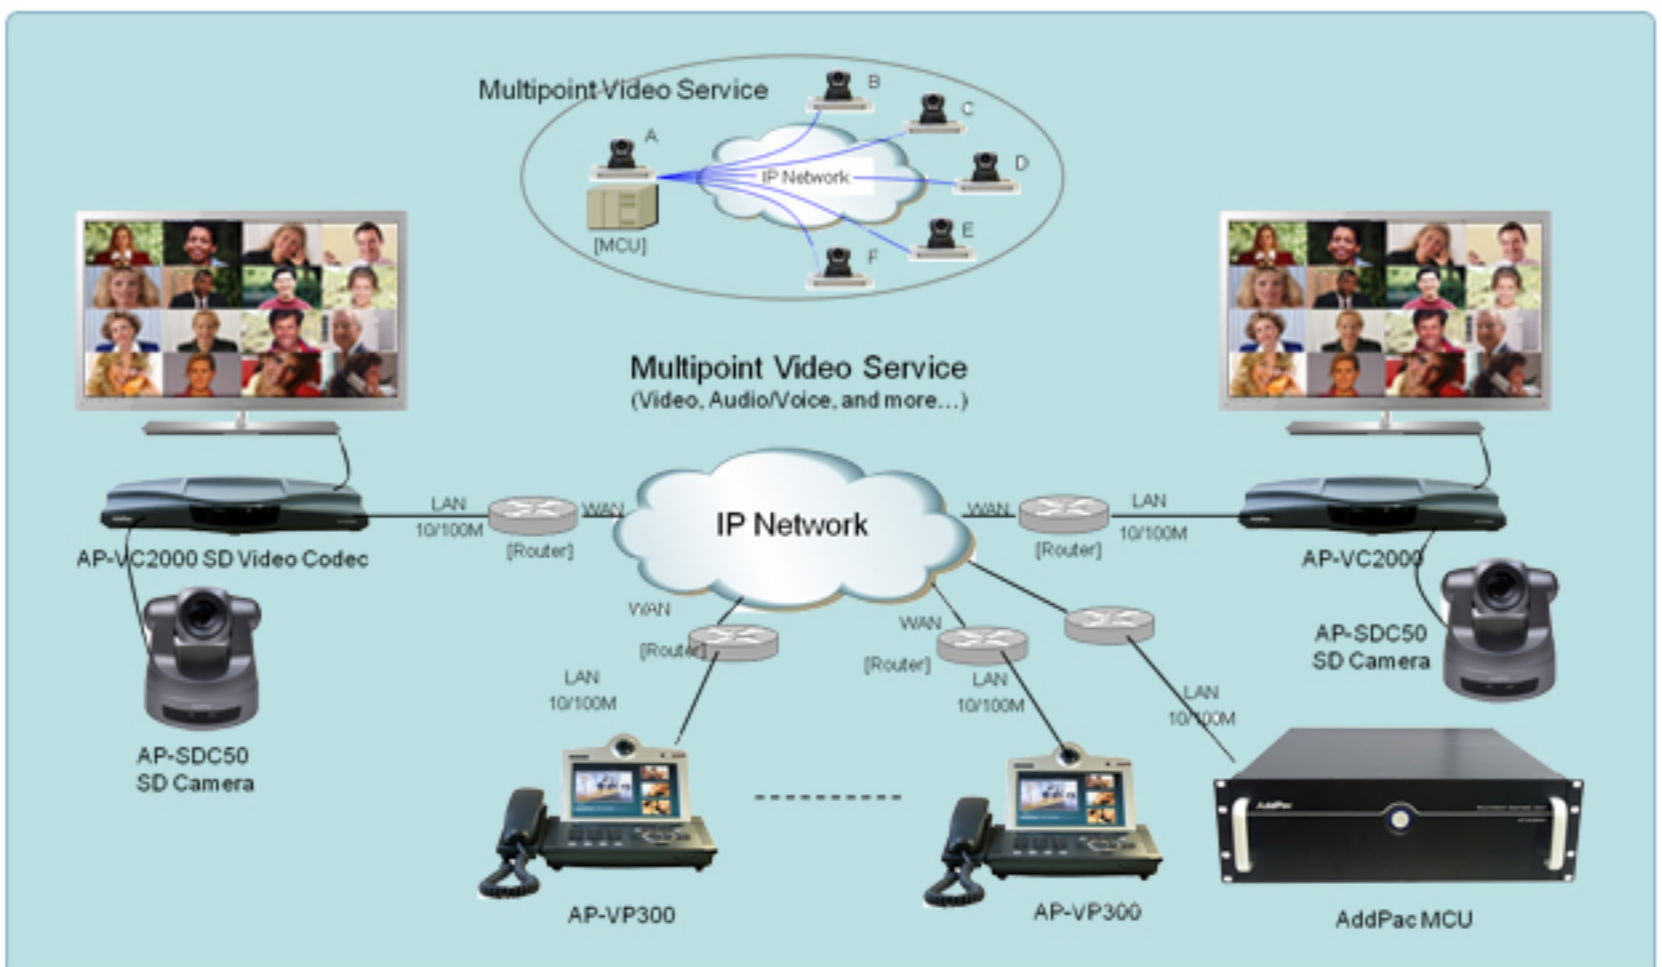 Multipoint Video Service
B
C
A
D
IP Network
E
[MCU]
F
Multipoint Video Service
(Video, Audio/Voice, and more...)
LAN
10/100M
WAN
[Router]
IP Network
WAN
[Router]
LAN
10/100M
AP-VC2000 SD Video Codec
AP-VC2000
WAN
[Router]
LAN
10/100M
WAN
[Router]
LAN
10/100M
LAN
10/100M
AP-SDC50
SD Camera
AP-SDC50
SD Camera
AddPac
AP-VP300
AP-VP300
AddPac MCU